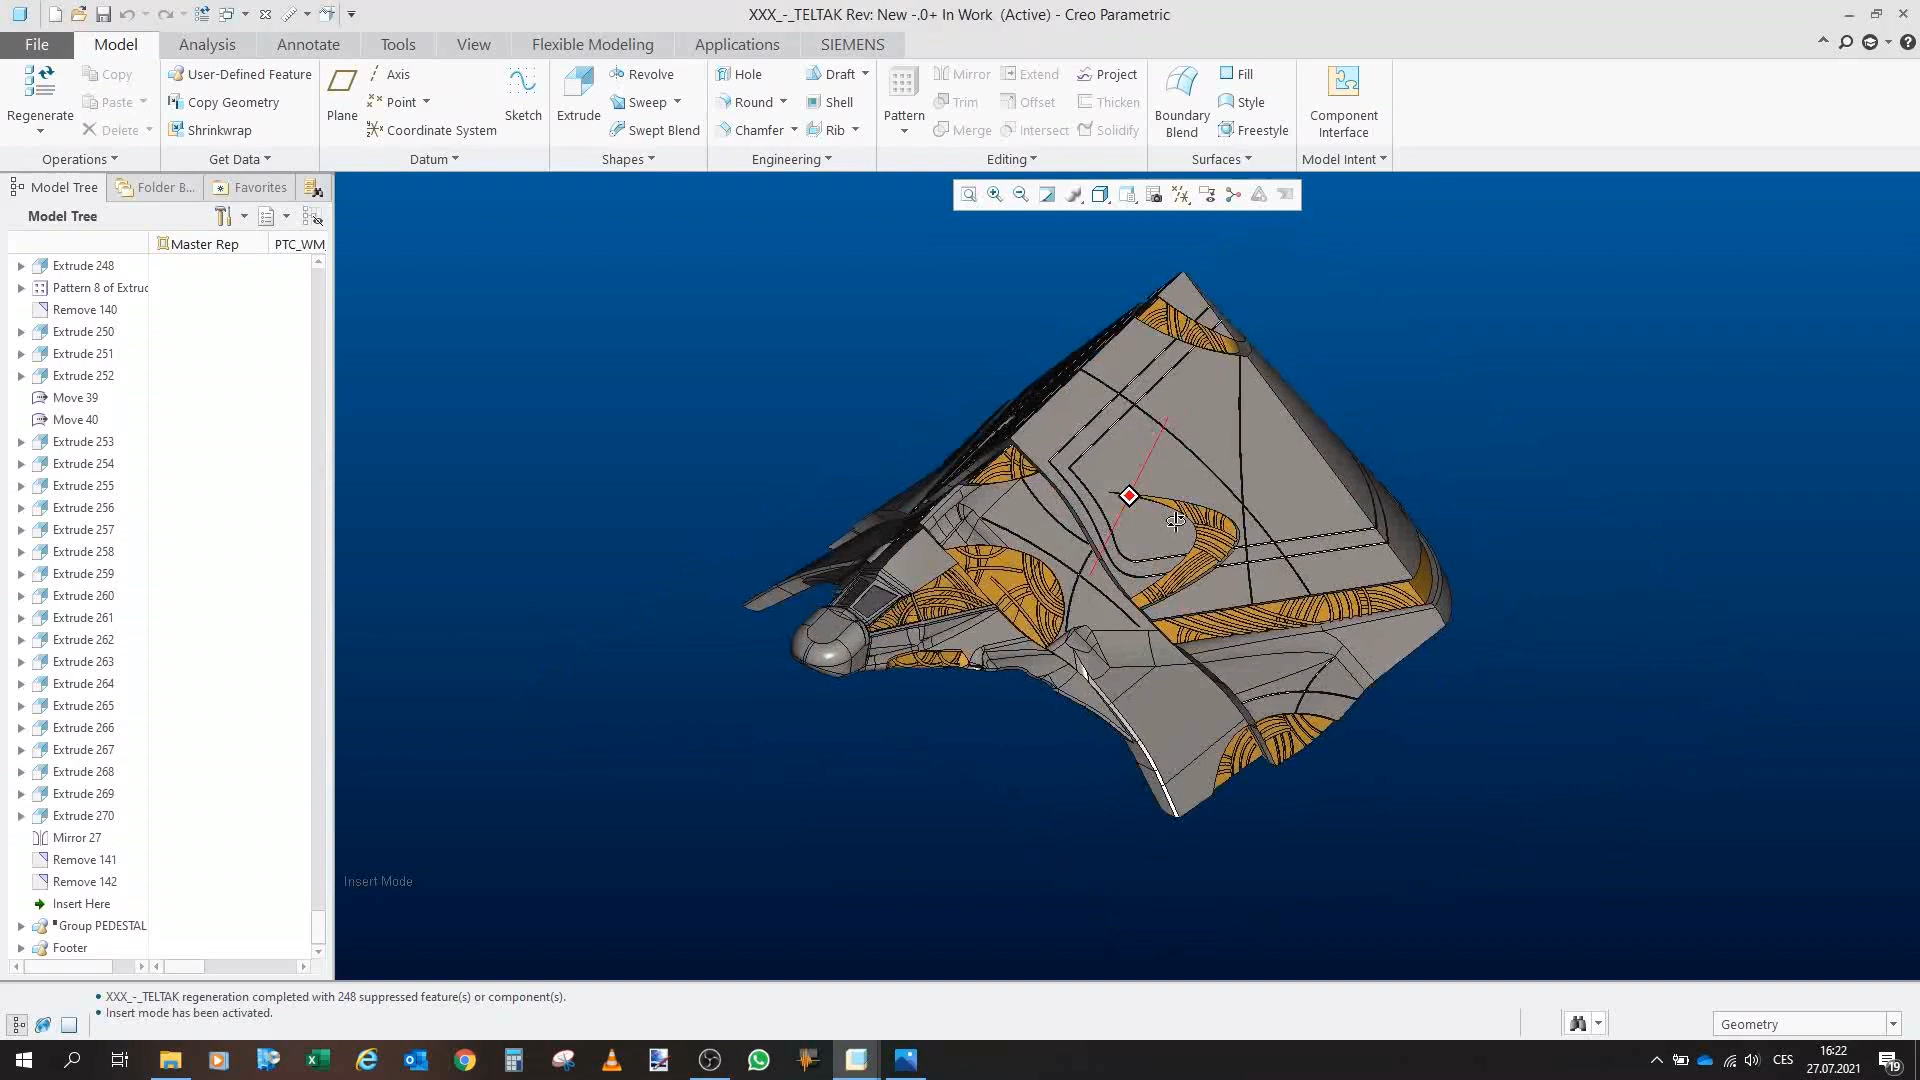 XXX_-_TELTAK Rev: New -.0+ In Work (Active) - Creo Parametric
File Model Analysis Annotate Tools View Flexible Modeling Applications SIEMENS
Regenerate
Copy
Paste
Delete
Operations
User-Defined Feature
Copy Geometry
Shrinkwrap
Get Data
Plane
Axis
Point
Coordinate System
Sketch
Datum
Extrude
Revolve
Sweep
Swept Blend
Shapes
Hole
Round
Chamfer
Draft
Shell
Rib
Engineering
Pattern
Mirror
Trim
Merge
Extend
Offset
Intersect
Project
Thicken
Solidify
Editing
Boundary
Blend
Fill
Style
Freestyle
Surfaces
Component
Interface
Model Intent
Model Tree Folder B... Favorites
Model Tree
Master Rep PTC_WM_
Extrude 248
Pattern 8 of Extruc
Remove 140
Extrude 250
Extrude 251
Extrude 252
Move 39
Move 40
Extrude 253
Extrude 254
Extrude 255
Extrude 256
Extrude 257
Extrude 258
Extrude 259
Extrude 260
Extrude 261
Extrude 262
Extrude 263
Extrude 264
Extrude 265
Extrude 266
Extrude 267
Extrude 268
Extrude 269
Extrude 270
Mirror 27
Remove 141
Remove 142
Insert Here
Group PEDESTAL
Footer
Insert Mode
• XXX_-_TELTAK regeneration completed with 248 suppressed feature(s) or component(s).
• Insert mode has been activated.
Geometry
CES
16:22
27.07.2021
19